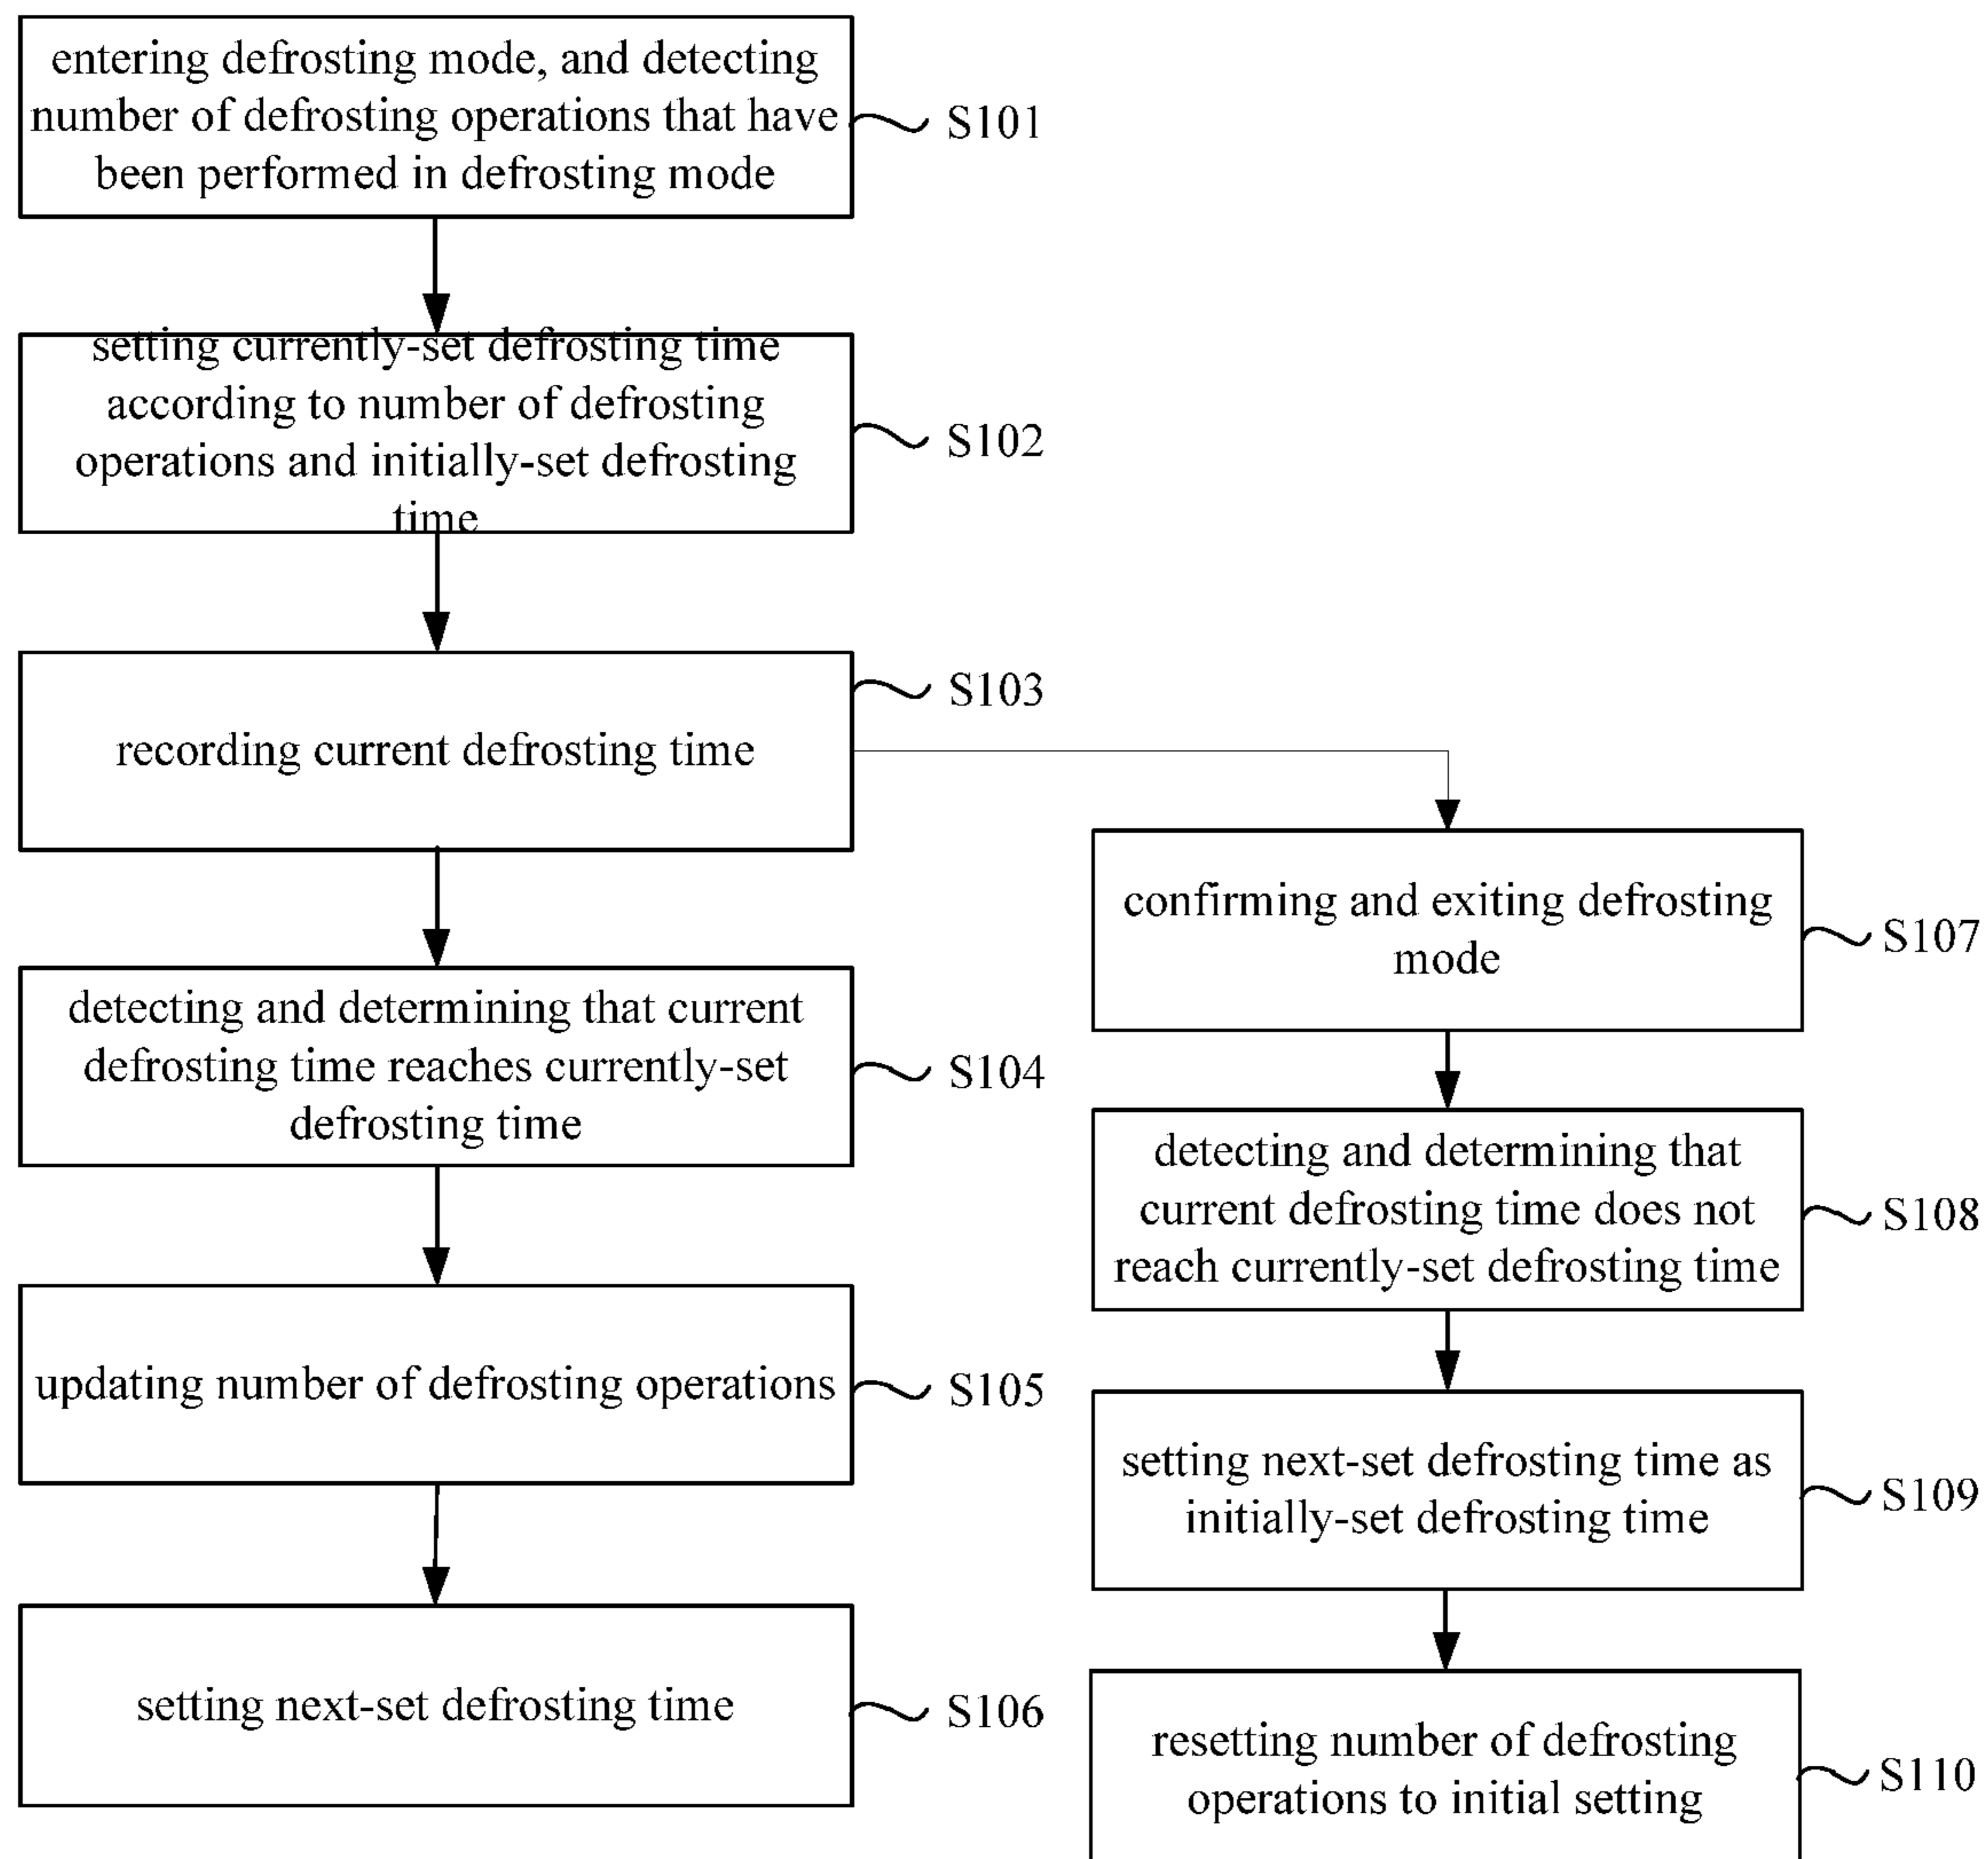 entering defrosting mode, and detecting
number of defrosting operations that have
been performed in defrosting mode
S101
setting currently-set defrosting time
according to number of defrosting
operations and initially-set defrosting
time
S102
recording current defrosting time
S103
detecting and determining that current
defrosting time reaches currently-set
defrosting time
S104
updating number of defrosting operations
S105
setting next-set defrosting time
S106
confirming and exiting defrosting
mode
S107
detecting and determining that
current defrosting time does not
reach currently-set defrosting time
S108
setting next-set defrosting time as
initially-set defrosting time
S109
resetting number of defrosting
operations to initial setting
S110